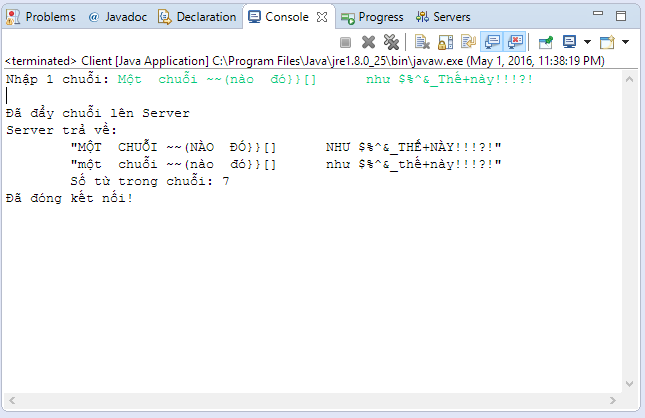 Problems @ Javadoc Declaration Console Progress Servers
<terminated> Client [Java Application] C:\Program Files\Java\jre1.8.0_25\bin\javaw.exe (May 1, 2016, 11:38:19 PM)
Nhập 1 chuỗi: Một  chuỗi ~~(nào  đó}}[]      như $%^&_Thế+này!!!?!
Đã đẩy chuỗi lên Server
Server trả về:
        "MỘT  CHUỖI ~~(NÀO  ĐÓ}}[]      NHƯ $%^&_THẾ+NÀY!!!?!"
        "một  chuỗi ~~(nào  đó}}[]      như $%^&_thế+này!!!?!"
        Số từ trong chuỗi: 7
Đã đóng kết nối!